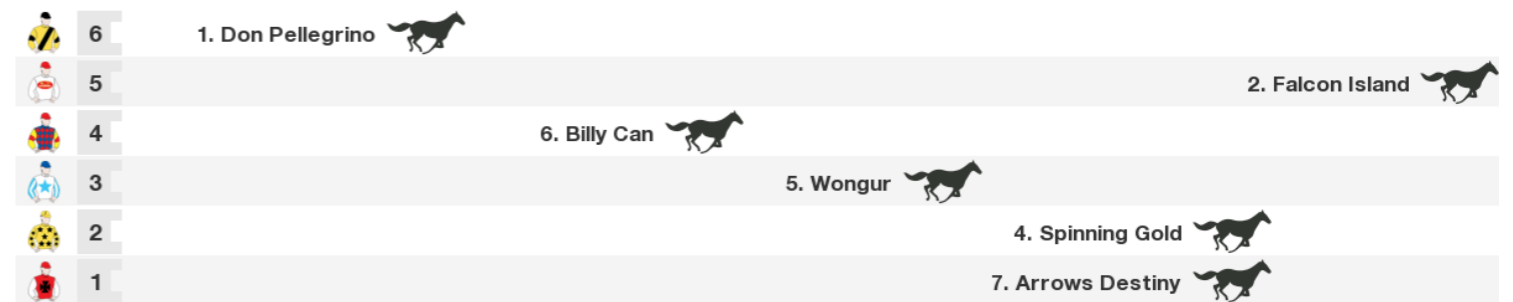 6 1. Don Pellegrino
5 2. Falcon Island
4 6. Billy Can
3 5. Wongur
2 4. Spinning Gold
1 7. Arrows Destiny